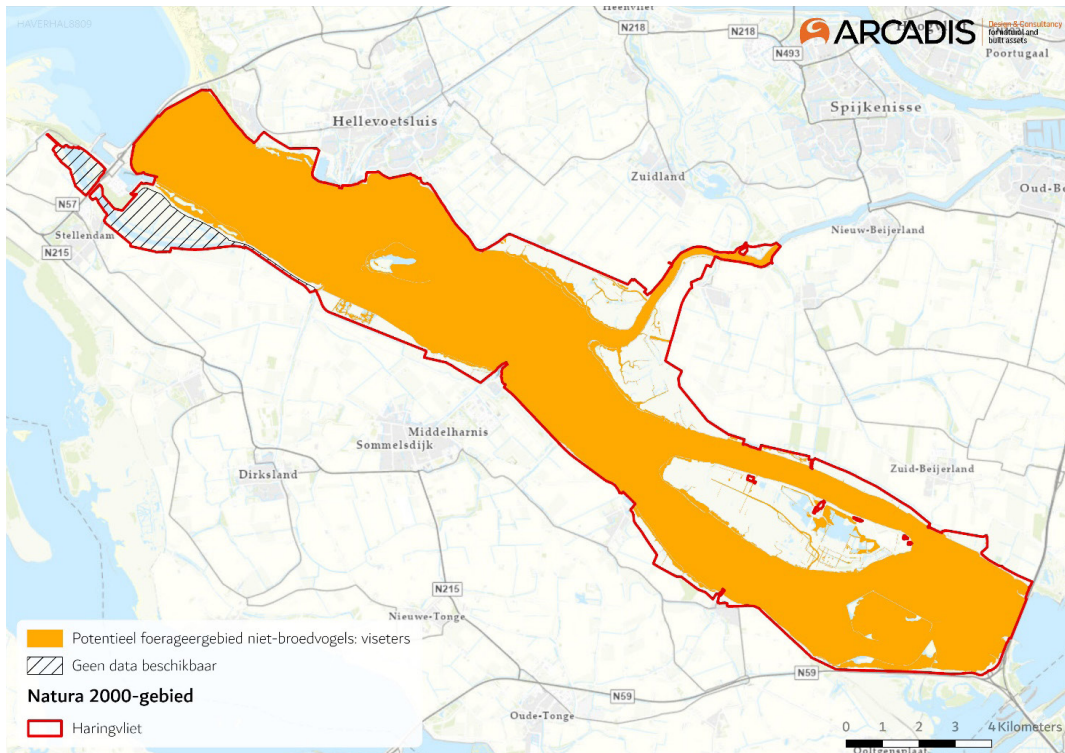 HAVERHALS809
ARCADIS
Design & Consultancy
for natural and
built assets
Heenvliet
N218
N218
N493
Poortugaal
Spijkenisse
Hellevoetsluis
Zuidland
Oud-Be
N57
Stellendam
N215
Nieuw-Beijerland
Middelharnis
Sommelsdijk
Dirksland
Zuid-Beijerland
N215
Nieuwe-Tonge
N59
N59
Oude-Tonge
Ooltgensplaat
Potentieel foerageergebied niet-broedvogels: viseters
Geen data beschikbaar
Natura 2000-gebied
Haringvliet
0 1 2 3 4 Kilometers